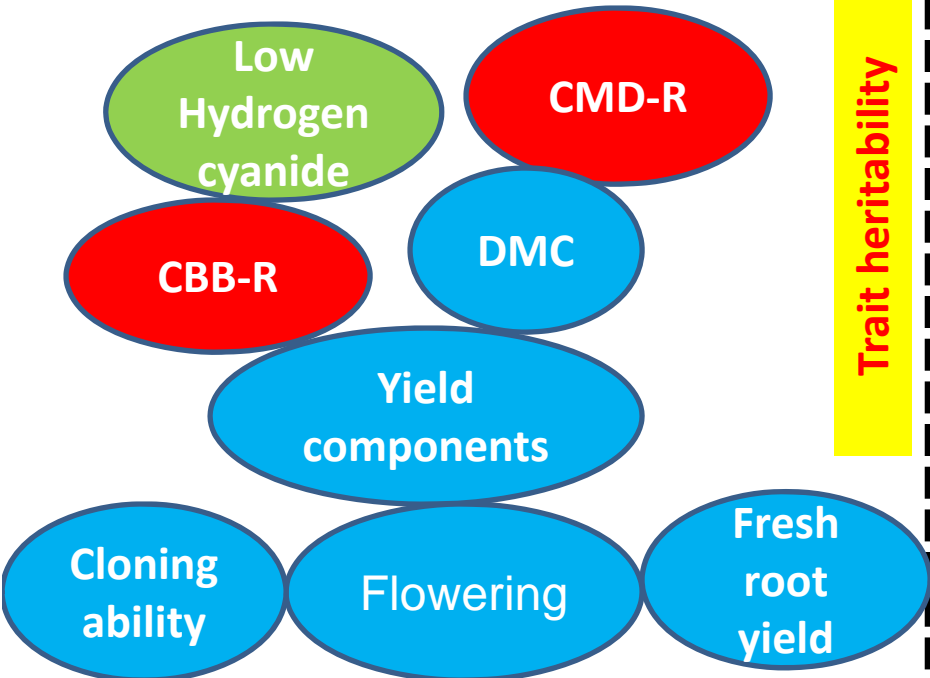 Low
Hydrogen
cyanide
CMD-R
CBB-R
DMC
Yield
components
Cloning
ability
Flowering
Fresh
root
yield
Trait heritability